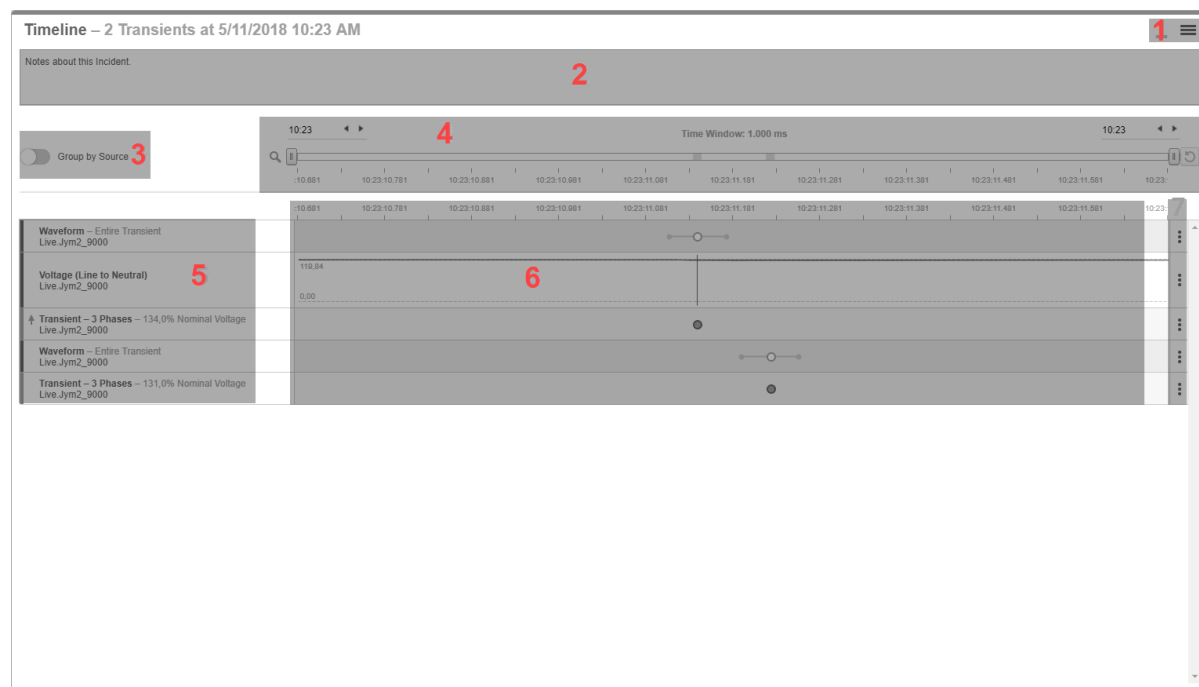 Timeline – 2 Transients at 5/11/2018 10:23 AM
1
Notes about this Incident.
2
3
Group by Source
4
10:23
Time Window: 1.000 ms
10:23
:10.681 10:23:10.781 10:23:10.881 10:23:10.981 10:23:11.081 10:23:11.181 10:23:11.281 10:23:11.381 10:23:11.481 10:23:11.581 10:23:
:10.681 10:23:10.781 10:23:10.881 10:23:10.981 10:23:11.081 10:23:11.181 10:23:11.281 10:23:11.381 10:23:11.481 10:23:11.581 10:23:
7
Waveform – Entire Transient
Live.Jym2_9000
Voltage (Line to Neutral)
Live.Jym2_9000
5
119,84
0,00
6
Transient – 3 Phases – 134,0% Nominal Voltage
Live.Jym2_9000
Waveform – Entire Transient
Live.Jym2_9000
Transient – 3 Phases – 131,0% Nominal Voltage
Live.Jym2_9000